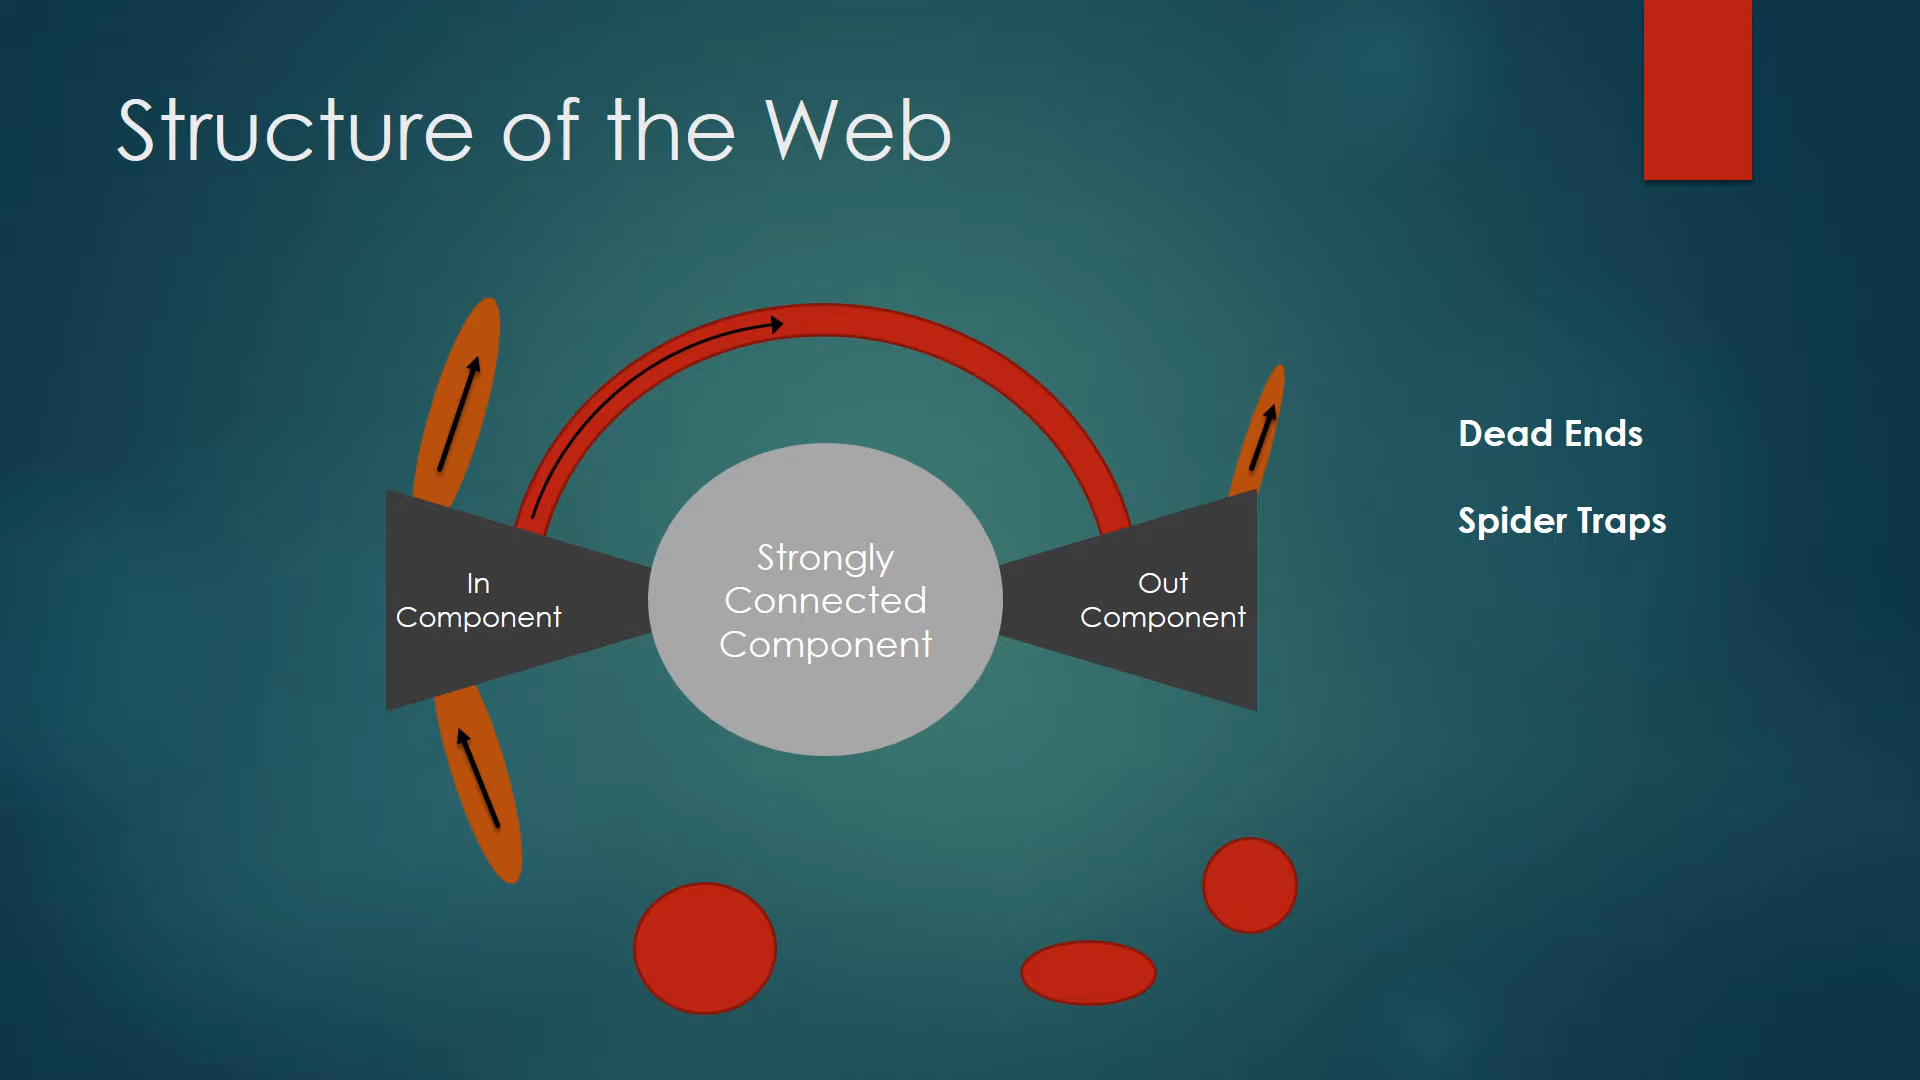 Structure of the Web
In
Component
Strongly
Connected
Component
Out
Component
Dead Ends
Spider Traps